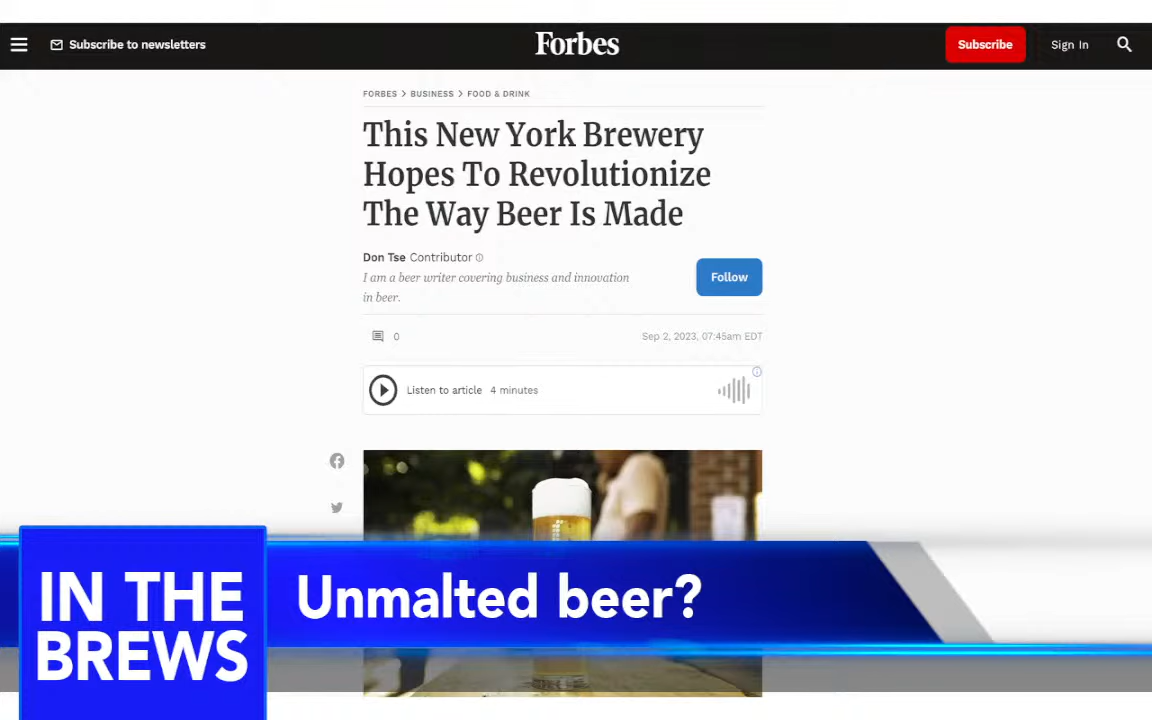 Subscribe to newsletters
Forbes
Subscribe
Sign In
FORBES > BUSINESS > FOOD & DRINK
This New York Brewery
Hopes To Revolutionize
The Way Beer Is Made
Don Tse Contributor
I am a beer writer covering business and innovation
in beer.
Follow
0
Sep 2, 2023, 07:45am EDT
Listen to article 4 minutes
IN THE
BREWS
Unmalted beer?